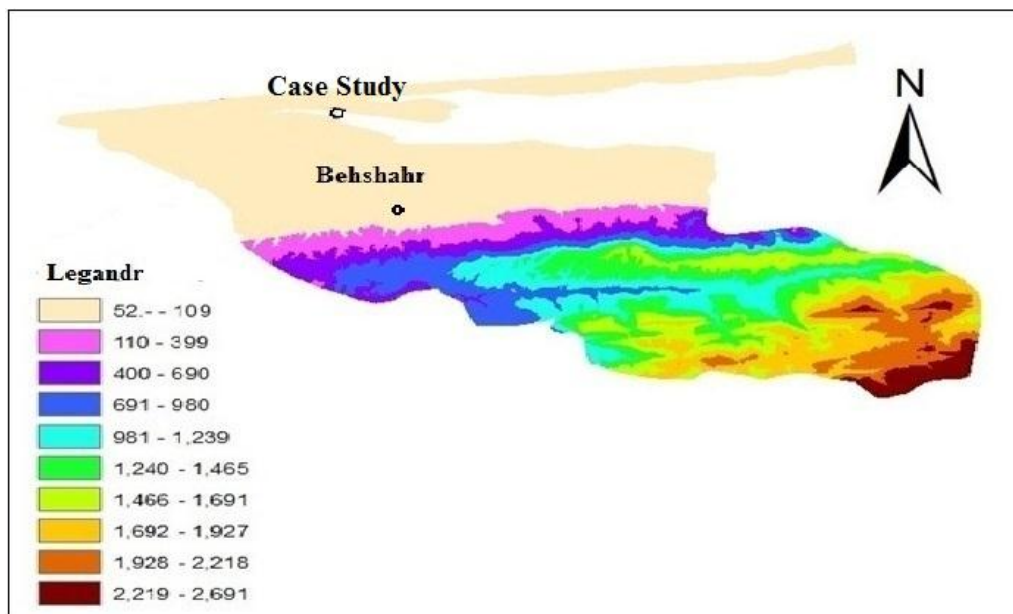 Case Study
N
Behshahr
Legandr
52.-- 109
110 - 399
400 - 690
691 - 980
981 - 1,239
1,240 - 1,465
1,466 - 1,691
1,692 - 1,927
1,928 - 2,218
2,219 - 2,691